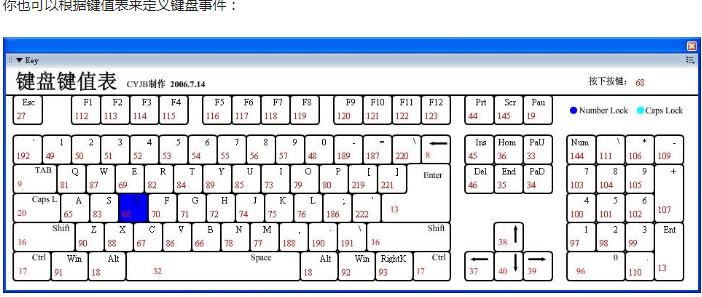 你也可以根据键值表来定义键盘事件：
Key
键盘键值表 CYJB制作 2006.7.14 按下按键： 68
Esc F1 F2 F3 F4 F5 F6 F7 F8 F9 F10 F11 F12 Prt Scr Pau Number Lock Caps Lock
27 112 113 114 115 116 117 118 119 120 121 122 123 44 145 19
` 1 2 3 4 5 6 7 8 9 0 - = \ Ins Hom PaU Num \ * -
192 49 50 51 52 53 54 55 56 57 48 189 187 220 8 45 36 33 144 111 106 109
TAB Q W E R T Y U I O P [ ] Enter Del End PaD 7 8 9 +
9 81 87 69 82 84 89 85 73 79 80 219 221 46 35 34 103 104 105
Caps L A S D F G H J K L ; ' 4 5 6
20 65 83 68 70 71 72 74 75 76 186 222 13 100 101 102 107
Shift Z X C V B N M , . \ Shift 1 2 3 Ent
16 90 88 67 86 66 78 77 188 190 191 16 38 97 98 99
Ctrl Win Alt Space Alt Win RightK Ctrl 0 .
17 91 18 32 18 92 93 17 37 40 39 96 110 13